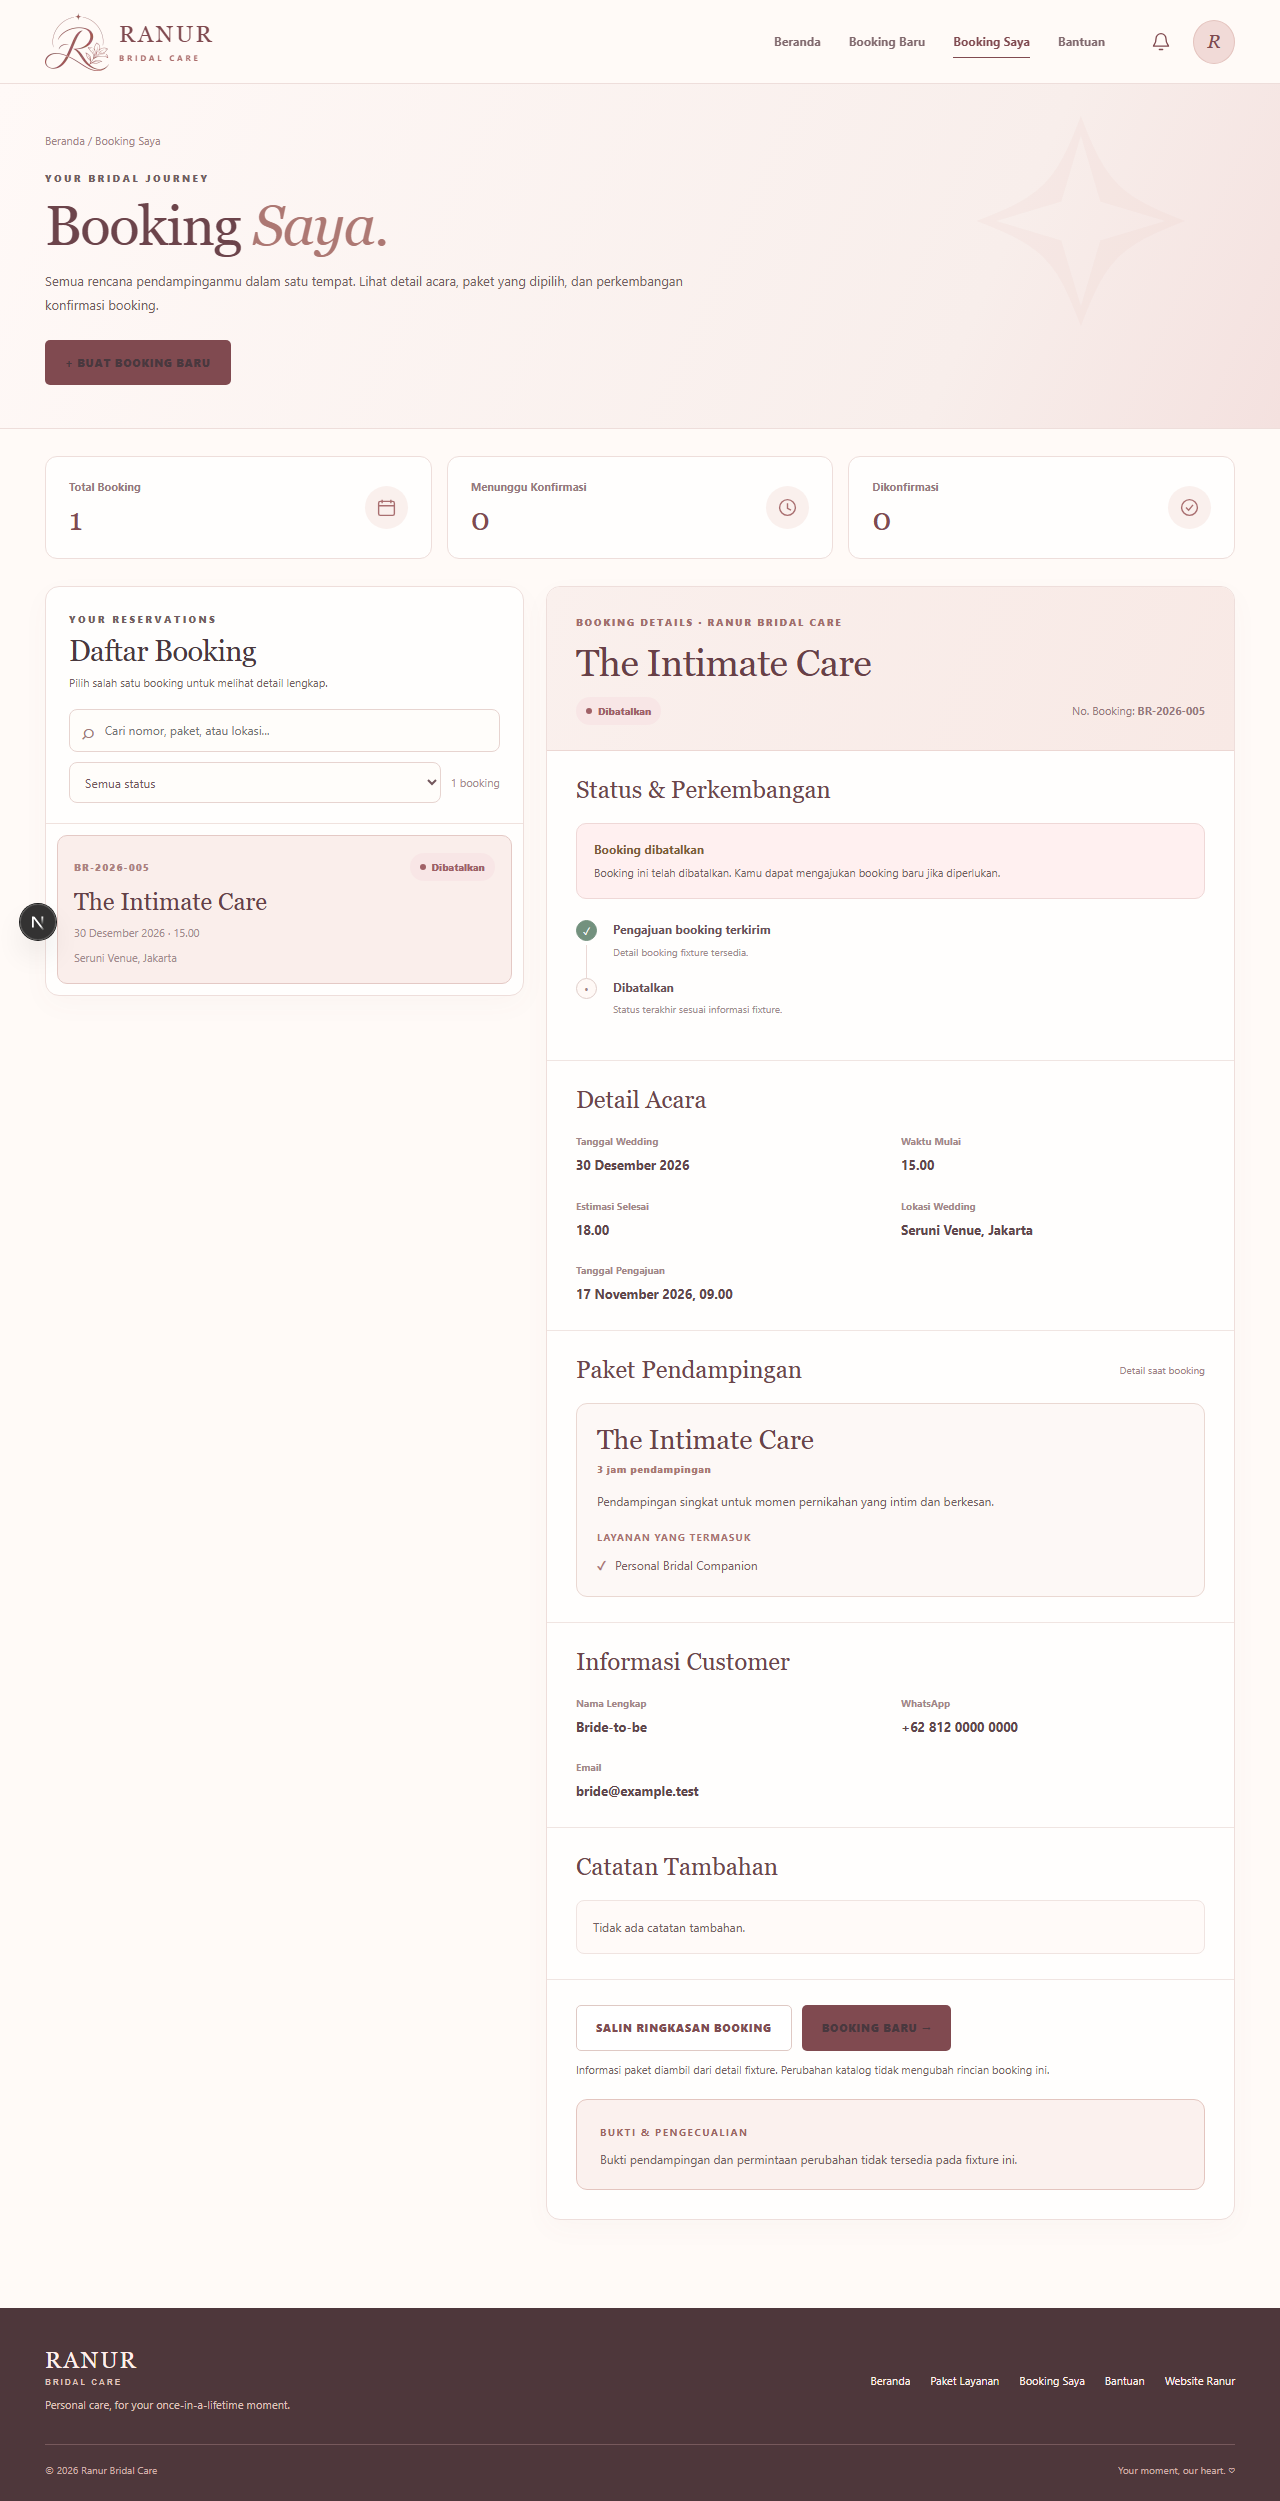 RANUR
BRIDAL CARE
Beranda
Booking Baru
Booking Saya
Bantuan
R
Beranda / Booking Saya
YOUR BRIDAL JOURNEY
Booking Saya.
Semua rencana pendampinganmu dalam satu tempat. Lihat detail acara, paket yang dipilih, dan perkembangan
konfirmasi booking.
+ BUAT BOOKING BARU
Total Booking
1
Menunggu Konfirmasi
0
Dikonfirmasi
0
YOUR RESERVATIONS
Daftar Booking
Pilih salah satu booking untuk melihat detail lengkap.
Cari nomor, paket, atau lokasi...
Semua status
1 booking
BR-2026-005
Dibatalkan
The Intimate Care
30 Desember 2026 · 15.00
Seruni Venue, Jakarta
N
BOOKING DETAILS · RANUR BRIDAL CARE
The Intimate Care
Dibatalkan
No. Booking: BR-2026-005
Status & Perkembangan
Booking dibatalkan
Booking ini telah dibatalkan. Kamu dapat mengajukan booking baru jika diperlukan.
✓ Pengajuan booking terkirim
Detail booking fixture tersedia.
Dibatalkan
Status terakhir sesuai informasi fixture.
Detail Acara
Tanggal Wedding
30 Desember 2026
Waktu Mulai
15.00
Estimasi Selesai
18.00
Lokasi Wedding
Seruni Venue, Jakarta
Tanggal Pengajuan
17 November 2026, 09.00
Paket Pendampingan
Detail saat booking
The Intimate Care
3 jam pendampingan
Pendampingan singkat untuk momen pernikahan yang intim dan berkesan.
LAYANAN YANG TERMASUK
✓ Personal Bridal Companion
Informasi Customer
Nama Lengkap
Bride-to-be
WhatsApp
+62 812 0000 0000
Email
bride@example.test
Catatan Tambahan
Tidak ada catatan tambahan.
SALIN RINGKASAN BOOKING
BOOKING BARU →
Informasi paket diambil dari detail fixture. Perubahan katalog tidak mengubah rincian booking ini.
BUKTI & PENGECUALIAN
Bukti pendampingan dan permintaan perubahan tidak tersedia pada fixture ini.
RANUR
BRIDAL CARE
Personal care, for your once-in-a-lifetime moment.
Beranda
Paket Layanan
Booking Saya
Bantuan
Website Ranur
© 2026 Ranur Bridal Care
Your moment, our heart. ♡